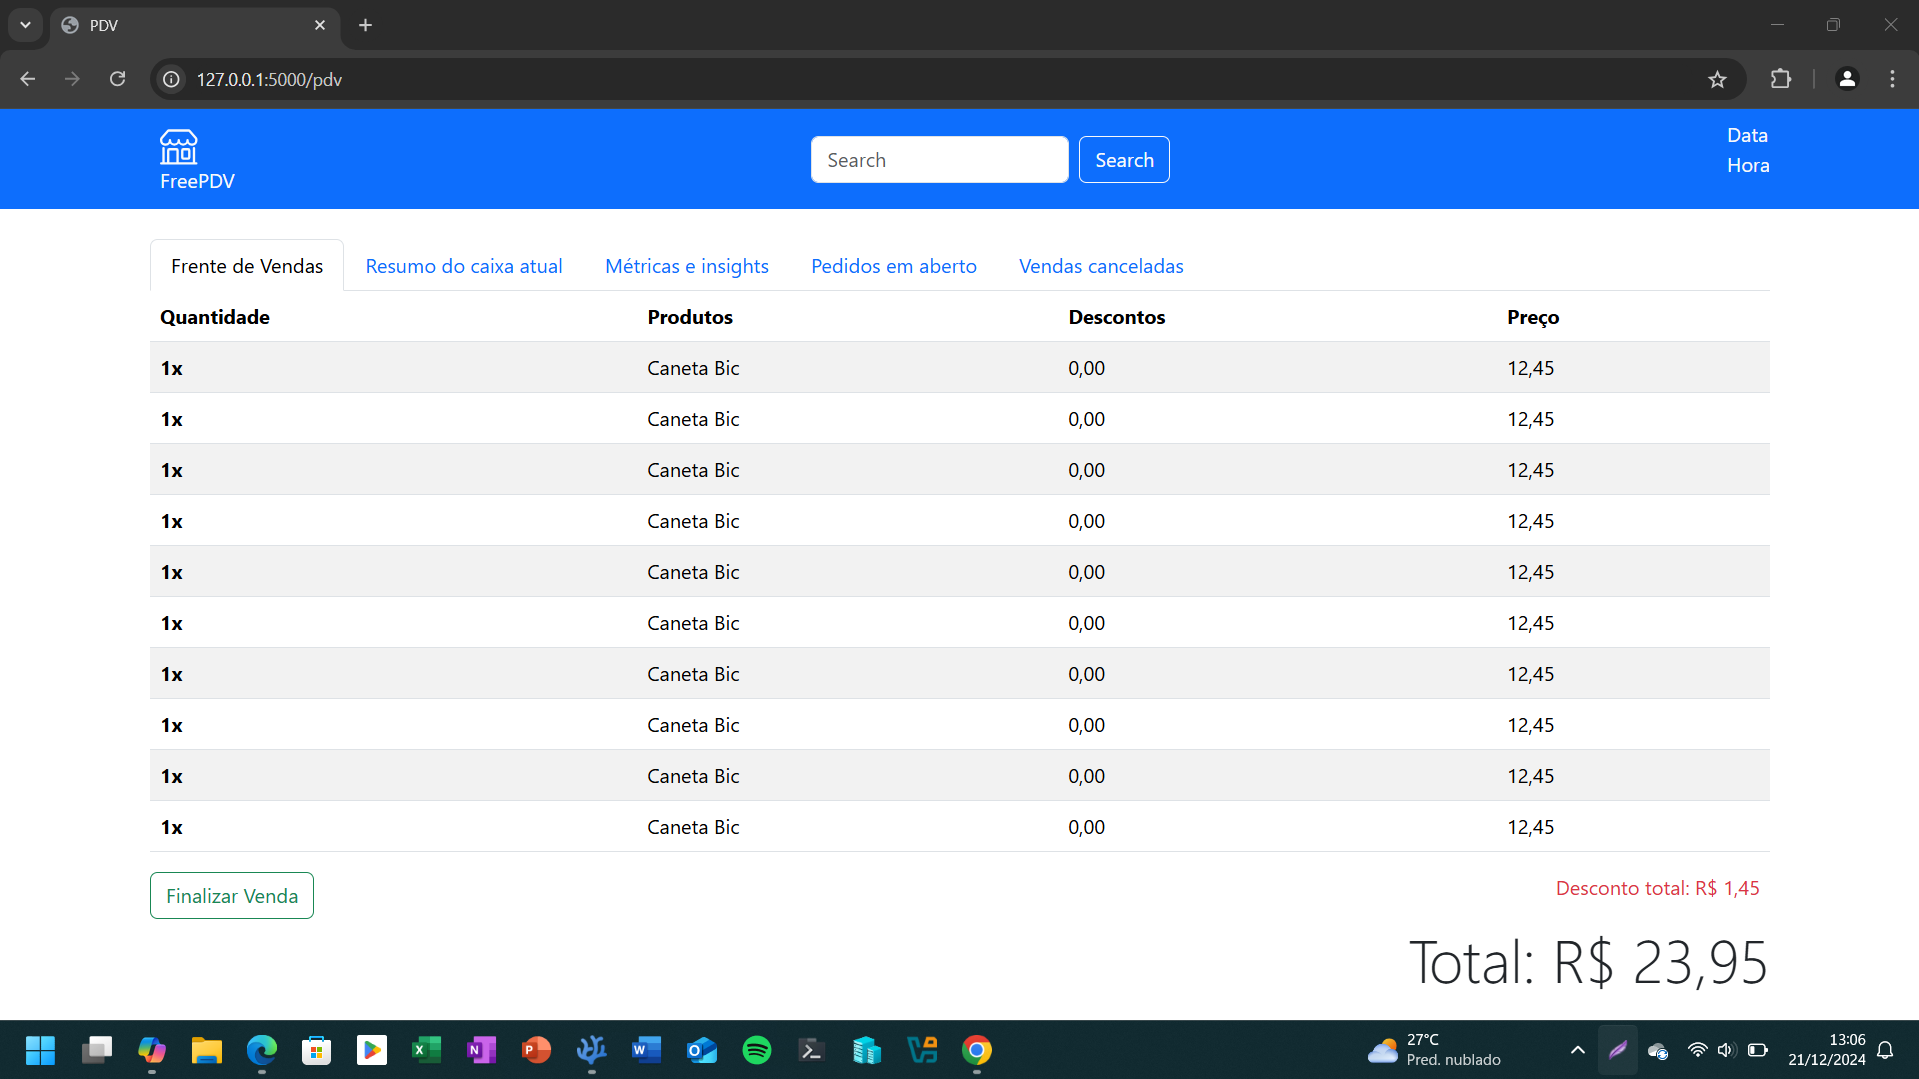 PDV
127.0.0.1:5000/pdv
FreePDV
Search
Search
Data
Hora
Frente de Vendas
Resumo do caixa atual
Métricas e insights
Pedidos em aberto
Vendas canceladas
Quantidade Produtos Descontos Preço
1x Caneta Bic 0,00 12,45
1x Caneta Bic 0,00 12,45
1x Caneta Bic 0,00 12,45
1x Caneta Bic 0,00 12,45
1x Caneta Bic 0,00 12,45
1x Caneta Bic 0,00 12,45
1x Caneta Bic 0,00 12,45
1x Caneta Bic 0,00 12,45
1x Caneta Bic 0,00 12,45
1x Caneta Bic 0,00 12,45
Finalizar Venda
Desconto total: R$ 1,45
Total: R$ 23,95
27°C
Pred. nublado
13:06
21/12/2024